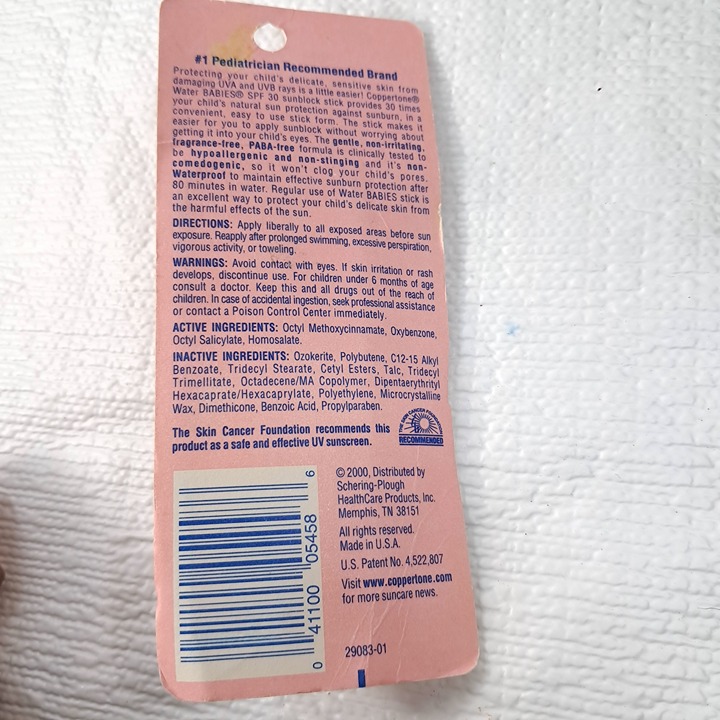 #1 Pediatrician Recommended Brand
Protecting your child's delicate, sensitive skin from
damaging UVA and UVB rays is a little easier! Coppertone®
Water BABIES® SPF 30 sunblock stick provides 30 times
your child's natural sun protection against sunburn, in a
convenient, easy to use stick form. The stick makes it
easier for you to apply sunblock without worrying about
getting it into your child's eyes. The gentle, non-irritating,
fragrance-free, PABA-free formula is clinically tested to
be hypoallergenic and non-stinging and it's non-
comedogenic, so it won't clog your child's pores.
Waterproof to maintain effective sunburn protection after
80 minutes in water. Regular use of Water BABIES stick is
an excellent way to protect your child's delicate skin from
the harmful effects of the sun.
DIRECTIONS: Apply liberally to all exposed areas before sun
exposure. Reapply after prolonged swimming, excessive perspiration,
vigorous activity, or toweling.
WARNINGS: Avoid contact with eyes. If skin irritation or rash
develops, discontinue use. For children under 6 months of age
consult a doctor. Keep this and all drugs out of the reach of
children. In case of accidental ingestion, seek professional assistance
or contact a Poison Control Center immediately.
ACTIVE INGREDIENTS: Octyl Methoxycinnamate, Oxybenzone,
Octyl Salicylate, Homosalate.
INACTIVE INGREDIENTS: Ozokerite, Polybutene, C12-15 Alkyl
Benzoate, Tridecyl Stearate, Cetyl Esters, Talc, Tridecyl
Trimellitate, Octadecene/MA Copolymer, Dipentaerythrityl
Hexacaprate/Hexacaprylate, Polyethylene, Microcrystalline
Wax, Dimethicone, Benzoic Acid, Propylparaben.
The Skin Cancer Foundation recommends this
product as a safe and effective UV sunscreen.
THE SKIN CANCER FOUNDATION
RECOMMENDED
0 41100 05458 6
© 2000, Distributed by
Schering-Plough
HealthCare Products, Inc.
Memphis, TN 38151
All rights reserved.
Made in U.S.A.
U.S. Patent No. 4,522,807
Visit www.coppertone.com
for more suncare news.
29083-01